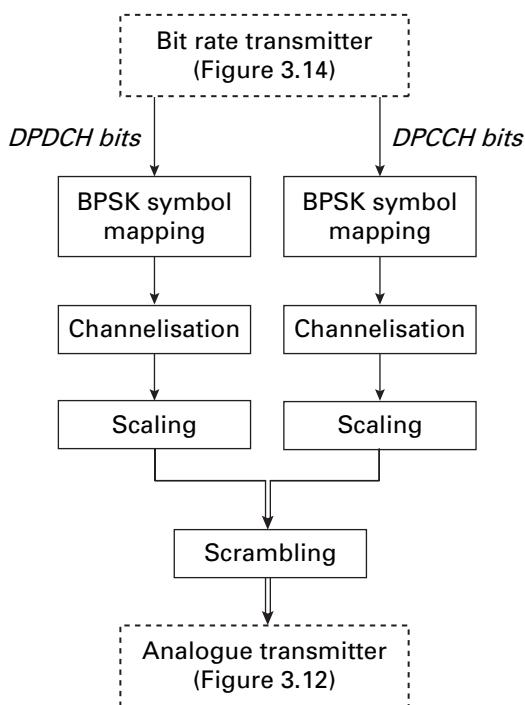 Bit rate transmitter
(Figure 3.14)
DPDCH bits
DPCCH bits
BPSK symbol
mapping
BPSK symbol
mapping
Channelisation
Channelisation
Scaling
Scaling
Scrambling
Analogue transmitter
(Figure 3.12)